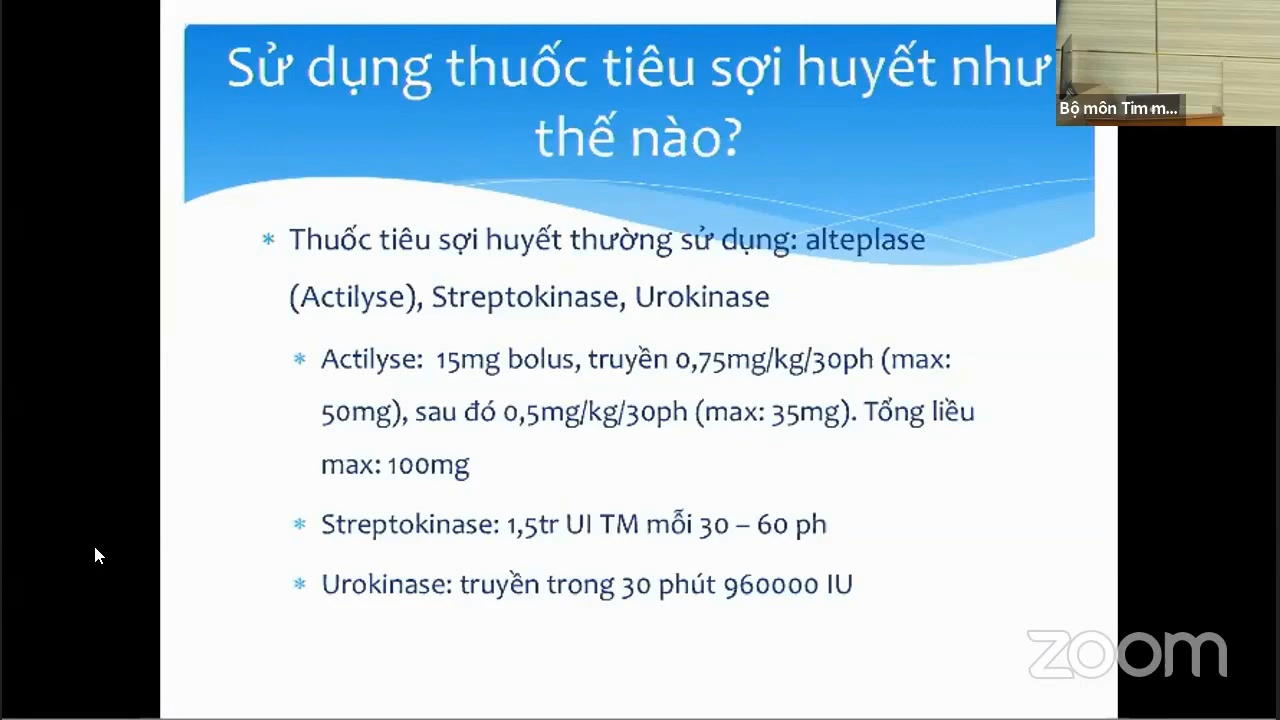 Sử dụng thuốc tiêu sợi huyết như
thế nào?
Bộ môn Tim m...
* Thuốc tiêu sợi huyết thường sử dụng: alteplase
(Actilyse), Streptokinase, Urokinase
* Actilyse: 15mg bolus, truyền 0,75mg/kg/30ph (max:
50mg), sau đó 0,5mg/kg/30ph (max: 35mg). Tổng liều
max: 100mg
* Streptokinase: 1,5tr UI TM mỗi 30 – 60 ph
* Urokinase: truyền trong 30 phút 960000 IU
zoom